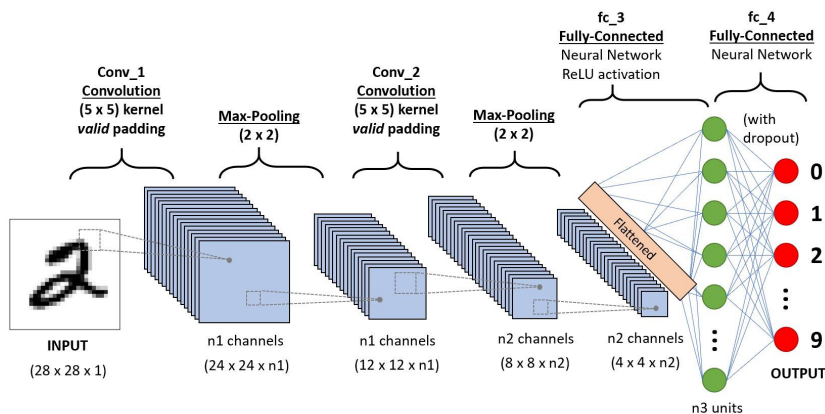 fc_3
Fully-Connected
Neural Network
ReLU activation
fc_4
Fully-Connected
Neural Network
Conv_1
Convolution
(5 x 5) kernel
valid padding
Max-Pooling
(2 x 2)
Conv_2
Convolution
(5 x 5) kernel
valid padding
Max-Pooling
(2 x 2)
(with
dropout)
Flattened
0
1
2
9
INPUT
(28 x 28 x 1)
n1 channels
(24 x 24 x n1)
n1 channels
(12 x 12 x n1)
n2 channels
(8 x 8 x n2)
n2 channels
(4 x 4 x n2)
OUTPUT
n3 units
2